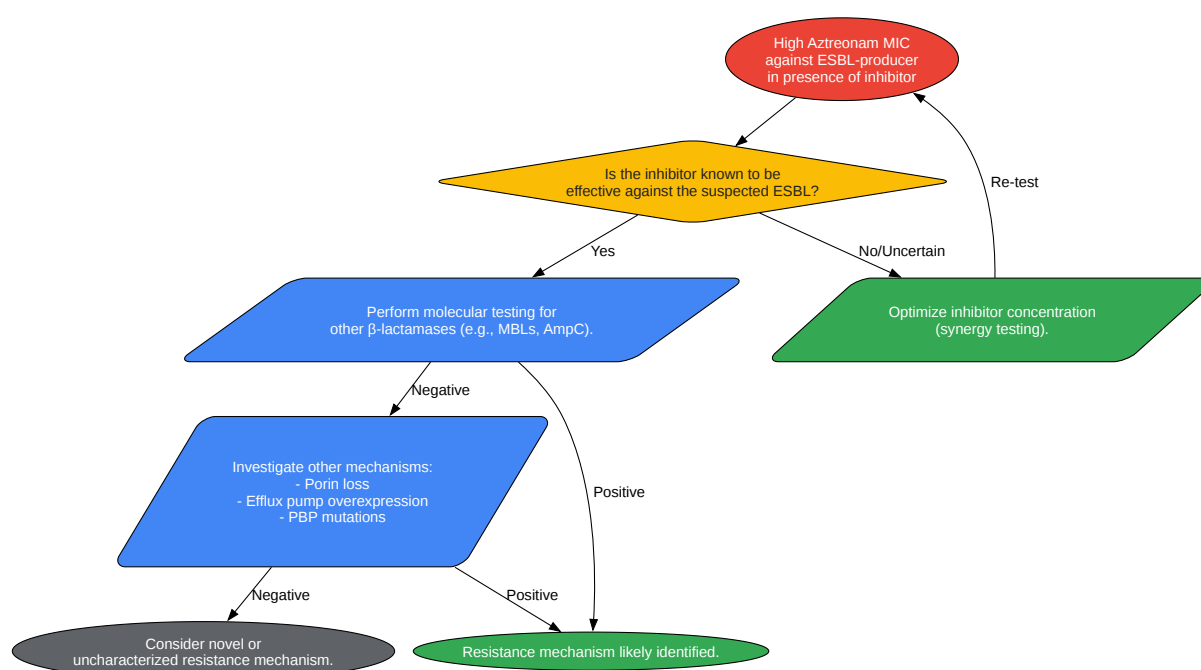 High Aztreonam MIC
against ESBL-producer
in presence of inhibitor
Is the inhibitor known to be
effective against the suspected ESBL?
Re-test
Yes
No/Uncertain
Perform molecular testing for
other β-lactamases (e.g., MBLs, AmpC).
Optimize inhibitor concentration
(synergy testing).
Negative
Investigate other mechanisms:
- Porin loss
- Efflux pump overexpression
- PBP mutations
Positive
Negative
Positive
Consider novel or
uncharacterized resistance mechanism.
Resistance mechanism likely identified.